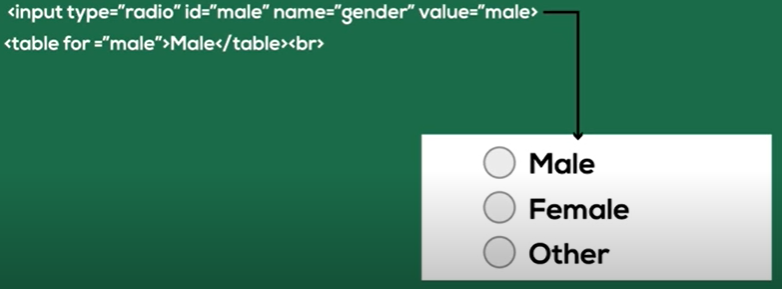 <input type="radio" id="male" name="gender" value="male>
<table for ="male">Male</table><br>
Male
Female
Other